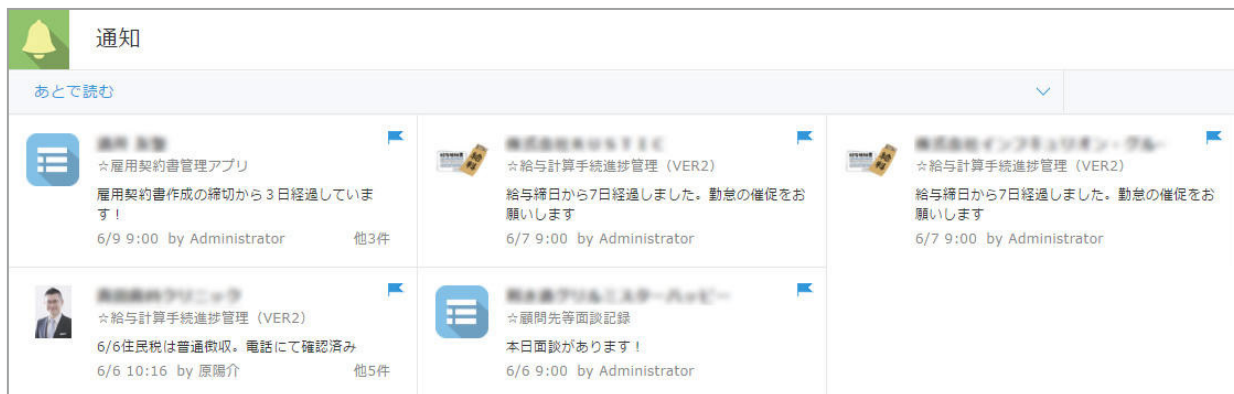 通知
あとで読む
☆雇用契約書管理アプリ
雇用契約書作成の締切から3日経過していま
す！
6/9 9:00 by Administrator 他3件
☆給与計算手続進捗管理（VER2）
給与締日から7日経過しました。勤怠の催促をお
願いします
6/7 9:00 by Administrator
☆給与計算手続進捗管理（VER2）
給与締日から7日経過しました。勤怠の催促をお
願いします
6/7 9:00 by Administrator
☆給与計算手続進捗管理（VER2）
6/6住民税は普通徴収。電話にて確認済み
6/6 10:16 by 原陽介 他5件
☆顧問先等面談記録
本日面談があります！
6/6 9:00 by Administrator